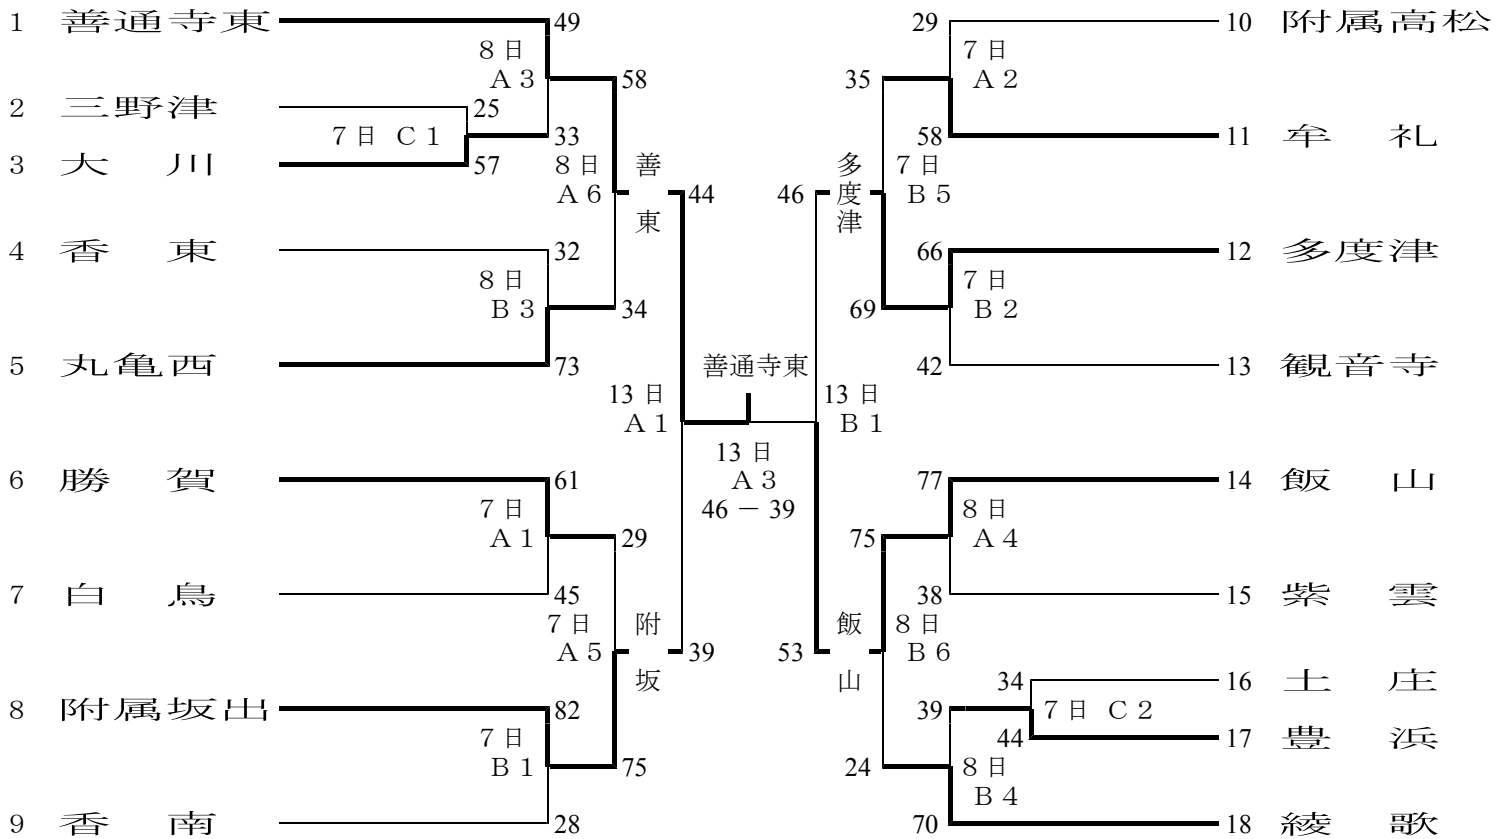 1 善通寺東 49 29 10 附属高松
8日 7日
A3 58 35 A2
2 三野津 25
7日 C1 33 58 11 牟 礼
3 大 川 57 8日 善 多 7日
A6 44 46 度 B5
東 津
4 香 東 32 66 12 多度津
8日 7日
B3 34 69 B2
5 丸亀西 73 善通寺東 42 13 観音寺
13日 13日
A1 B1
13日
6 勝 賀 61 A3 77 14 飯 山
7日 46 － 39 8日
A1 29 75 A4
7 白 鳥 45 38 15 紫 雲
7日 附 飯 8日
A5 39 53 B6
坂 山 34 16 土 庄
8 附属坂出 82 39 7日 C2
7日 44 17 豊 浜
B1 75 24 8日
B4
9 香 南 28 70 18 綾 歌